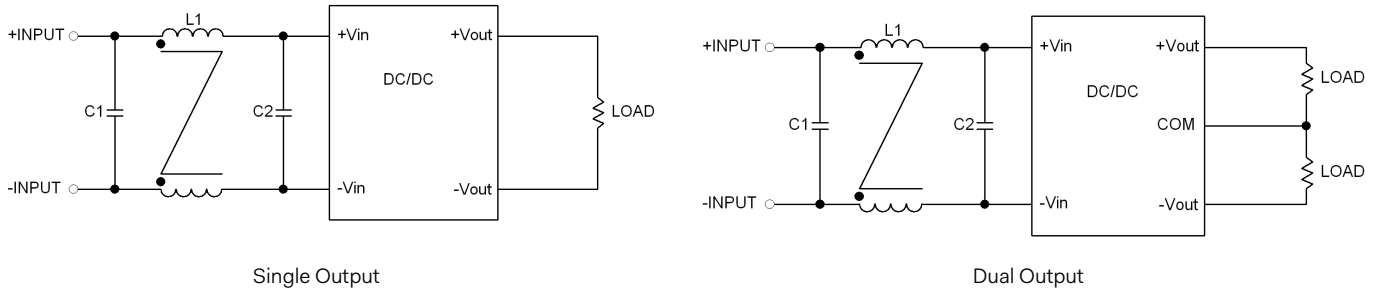 L1
+INPUT
+Vin
+Vout
DC/DC
C1
C2
LOAD
-INPUT
-Vin
-Vout
Single Output
L1
+INPUT
+Vin
+Vout
LOAD
DC/DC
C1
C2
COM
LOAD
-INPUT
-Vin
-Vout
Dual Output